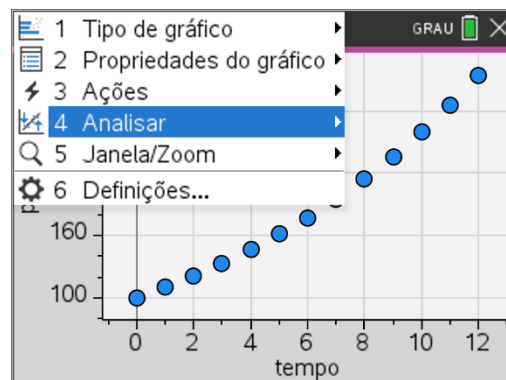 1 Tipo de gráfico
2 Propriedades do gráfico
3 Ações
4 Analisar
5 Janela/Zoom
6 Definições...
GRAU
160
100
0 2 4 6 8 10 12
tempo